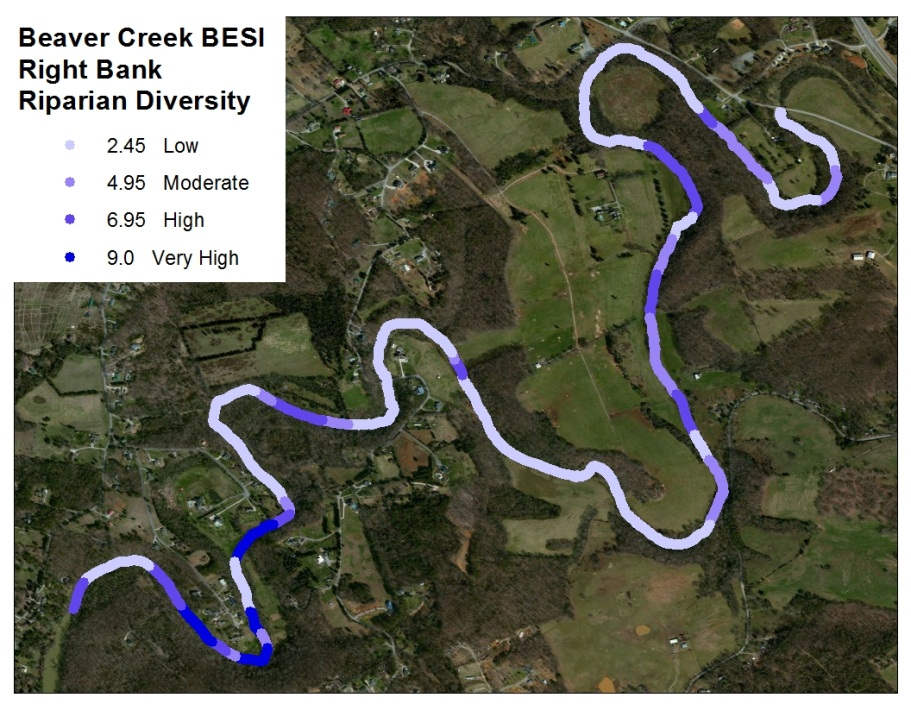 Beaver Creek BESI
Right Bank
Riparian Diversity
2.45 Low
4.95 Moderate
6.95 High
9.0 Very High